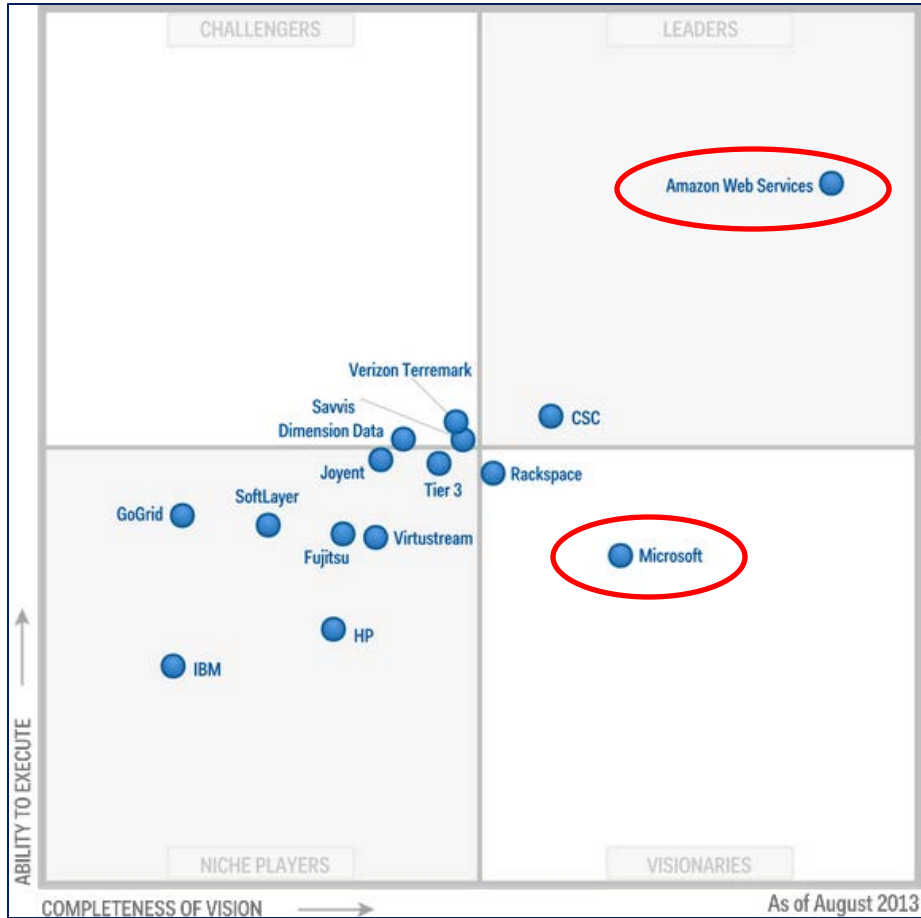 CHALLENGERS
LEADERS
Amazon Web Services
Verizon Terremark
Savvis
CSC
Dimension Data
Joyent
Tier 3
Rackspace
SoftLayer
GoGrid
Fujitsu
Virtustream
Microsoft
HP
IBM
ABILITY TO EXECUTE
NICHE PLAYERS
VISIONARIES
COMPLETENESS OF VISION
As of August 2013